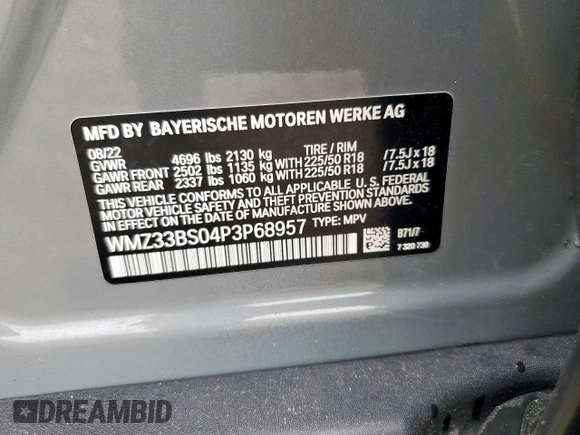 MFD BY BAYERISCHE MOTOREN WERKE AG
08/22 TIRE / RIM
GVWR 4696 lbs 2130 kg
GAWR FRONT 2502 lbs 1135 kg WITH 225/50 R18 /7.5J x 18
GAWR REAR 2337 lbs 1060 kg WITH 225/50 R18 /7.5J x 18
THIS VEHICLE CONFORMS TO ALL APPLICABLE U. S. FEDERAL
MOTOR VEHICLE SAFETY AND THEFT PREVENTION STANDARDS
IN EFFECT ON THE DATE OF MANUFACTURE SHOWN ABOVE.
WMZ33BS04P3P68957 TYPE: MPV
B71/7
7 320 730
DREAMBID